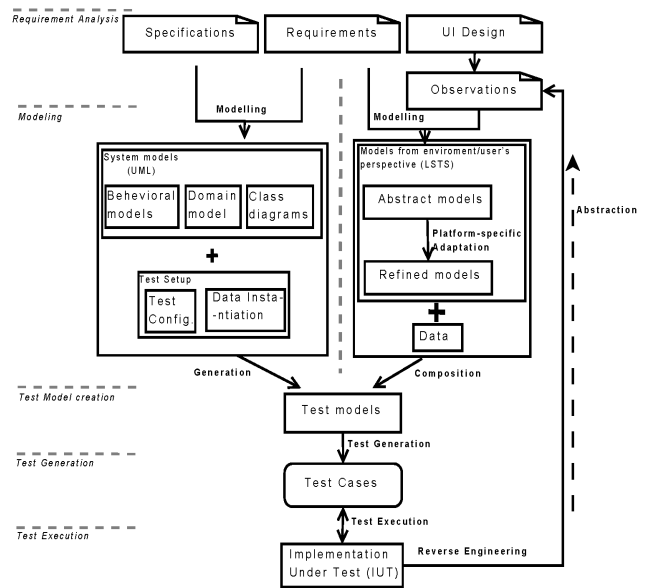 Requirement Analysis
Specifications
Requirements
UI Design
Observations
Modeling
Modelling
Modelling
System models
(UML)
Behevioral
models
Domain
model
Class
diagrams
+
Test Setup
Test
Config.
Data Insta-
-ntiation
Models from enviroment/user's
perspective (LSTS)
Abstract models
Platform-specific
Adaptation
Refined models
+
Data
Abstraction
Generation
Composition
Test Model creation
Test models
Test Generation
Test Generation
Test Cases
Test Execution
Test Execution
Implementation
Under Test (IUT)
Reverse Engineering